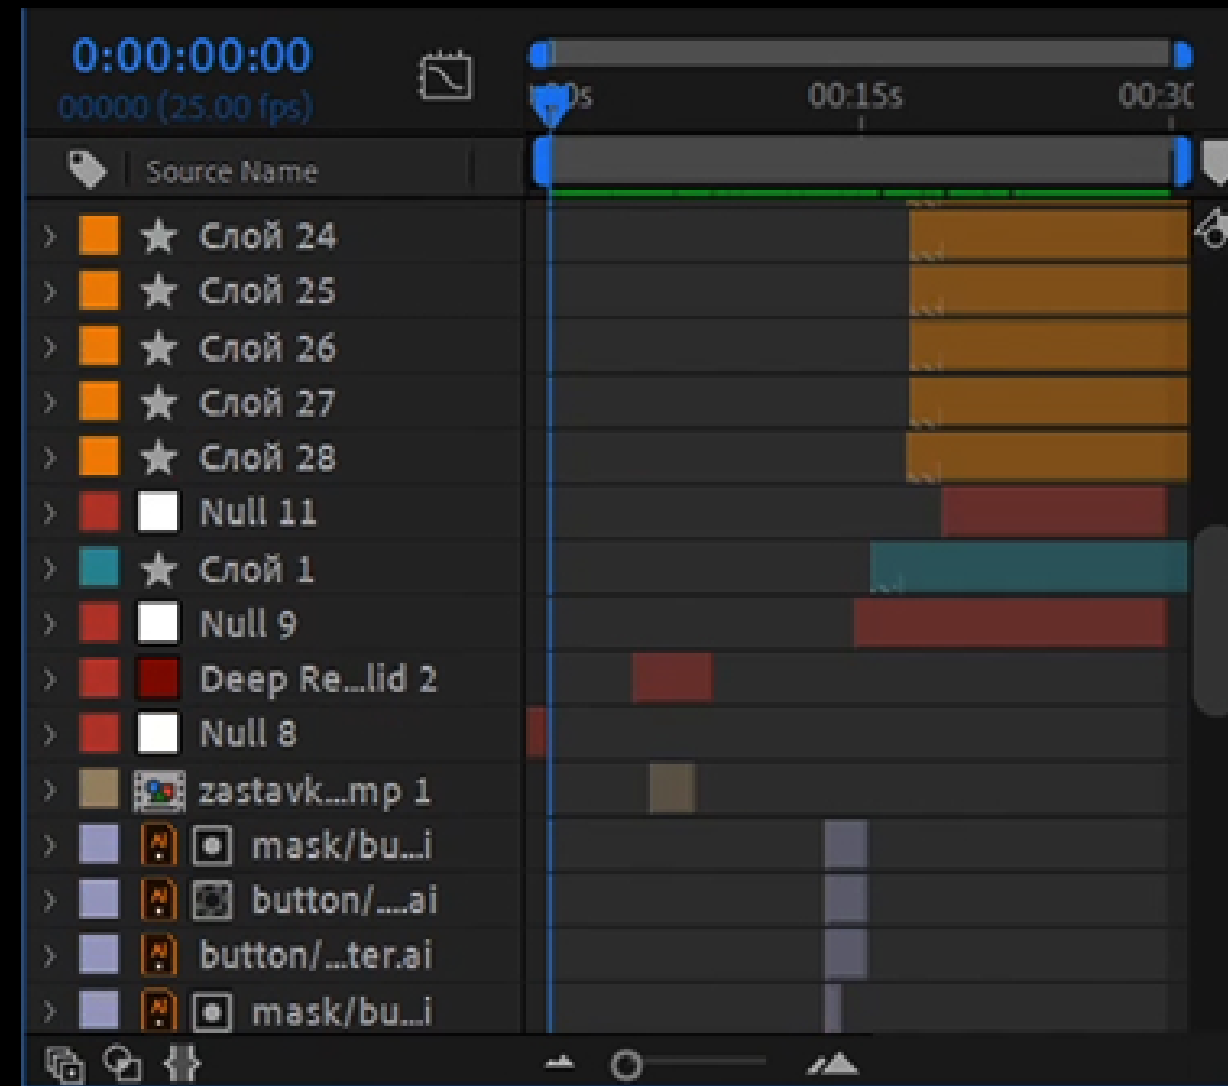 0:00:00:00
00000 (25.00 fps)
00:15s
Source Name
Слой 24
Слой 25
Слой 26
Слой 27
Слой 28
Null 11
Слой 1
Null 9
Deep Re...lid 2
Null 8
zastavk...mp 1
mask/bu...i
button/....ai
button/...ter.ai
mask/bu...i